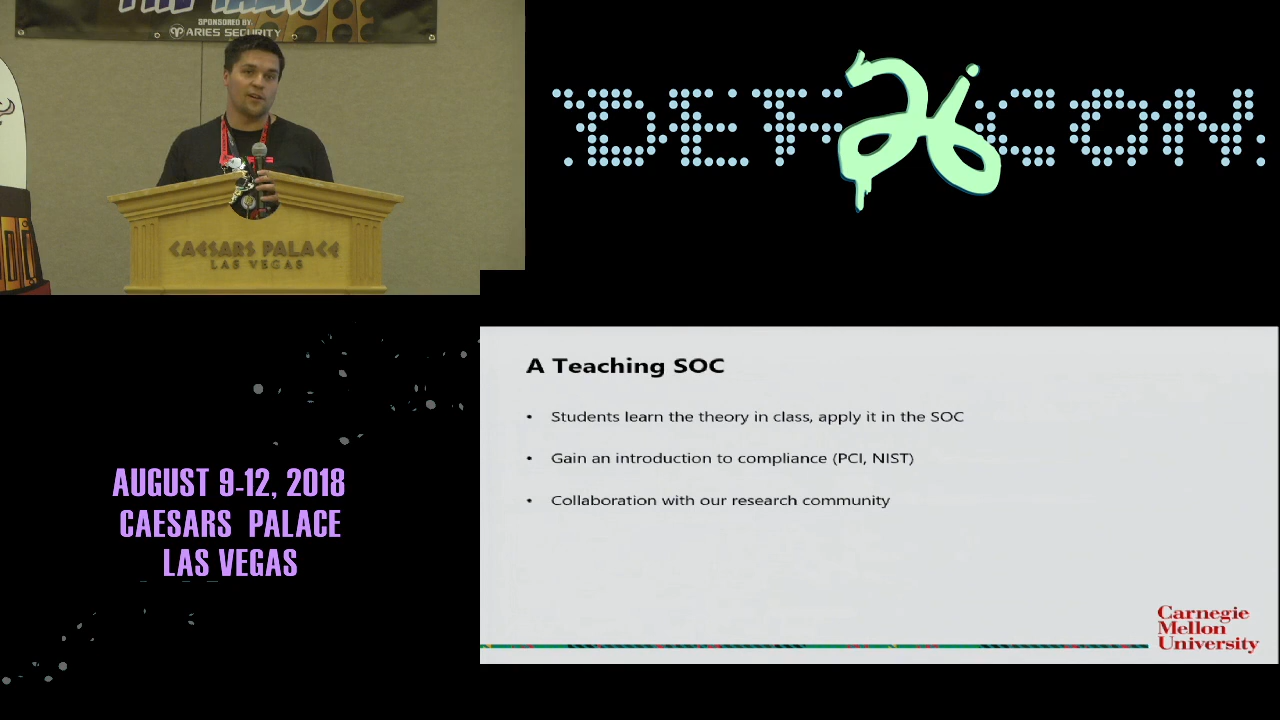 SPONSORED BY:
ARIES SECURITY
CAESARS PALACE
LAS VEGAS
DEF 26 CON
A Teaching SOC
• Students learn the theory in class, apply it in the SOC
• Gain an introduction to compliance (PCI, NIST)
• Collaboration with our research community
Carnegie
Mellon
University
AUGUST 9-12, 2018
CAESARS PALACE
LAS VEGAS